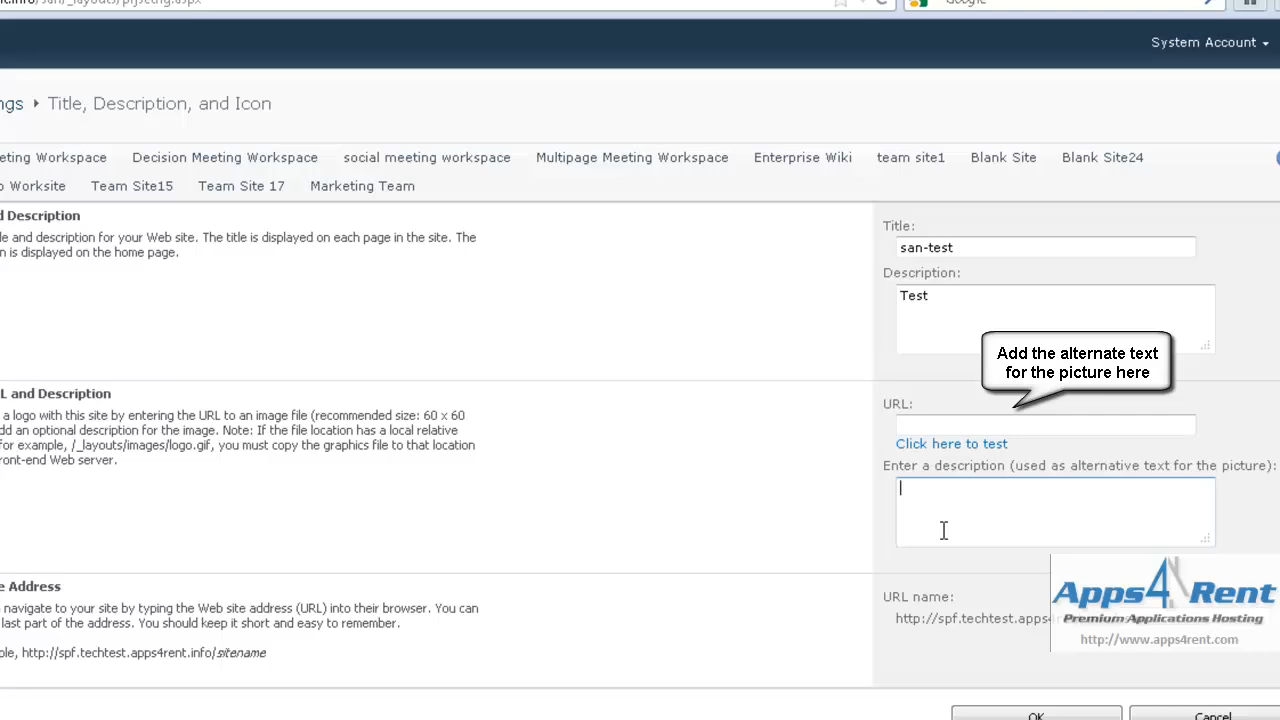 System Account
ngs ▸ Title, Description, and Icon
eting Workspace Decision Meeting Workspace social meeting workspace Multipage Meeting Workspace Enterprise Wiki team site1 Blank Site Blank Site24
o Worksite Team Site15 Team Site 17 Marketing Team
d Description
le and description for your Web site. The title is displayed on each page in the site. The
n is displayed on the home page.
Title:
san-test
Description:
Test
Add the alternate text
for the picture here
L and Description
a logo with this site by entering the URL to an image file (recommended size: 60 x 60
dd an optional description for the image. Note: If the file location has a local relative
for example, /_layouts/images/logo.gif, you must copy the graphics file to that location
ront-end Web server.
URL:
Click here to test
Enter a description (used as alternative text for the picture):
e Address
navigate to your site by typing the Web site address (URL) into their browser. You can
last part of the address. You should keep it short and easy to remember.
ple, http://spf.techtest.apps4rent.info/sitename
URL name:
http://spf.techtest.apps4r
Apps4Rent
Premium Applications Hosting
http://www.apps4rent.com
OK Cancel